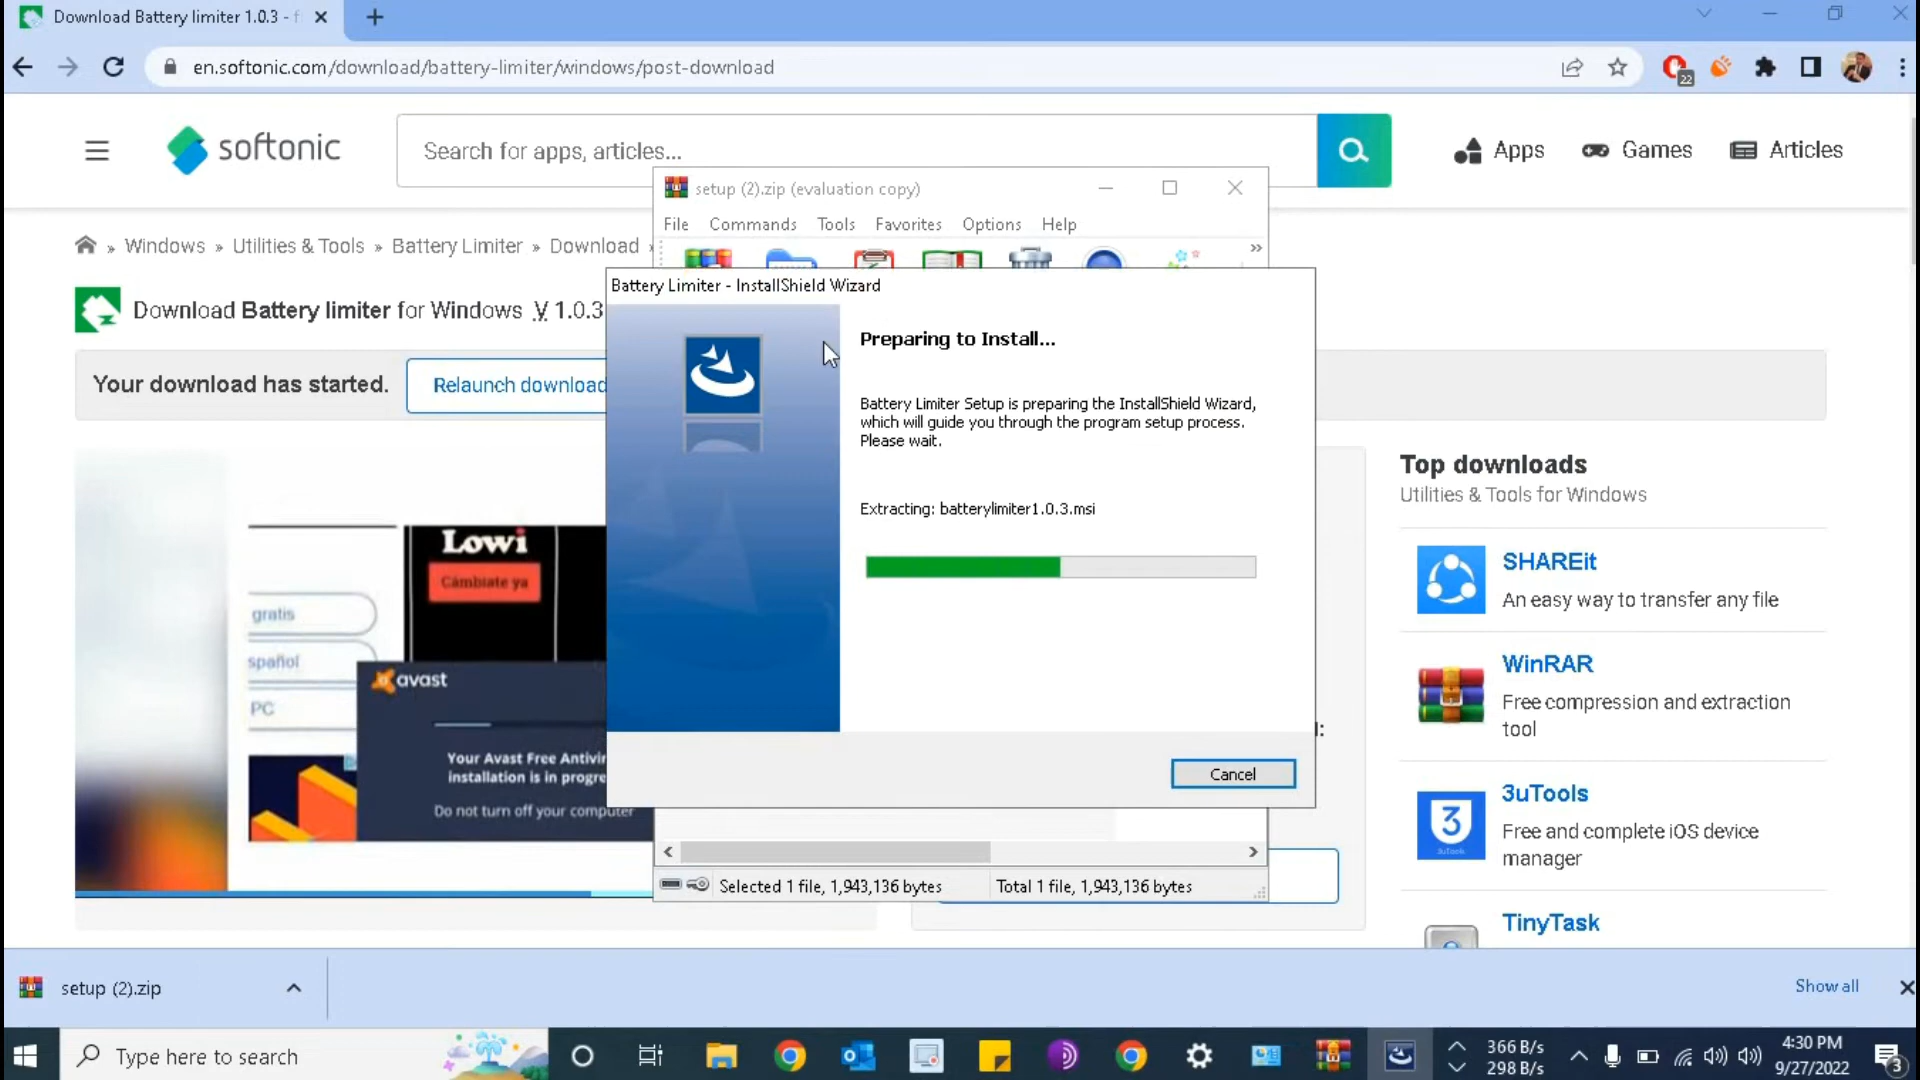 Download Battery limiter 1.0.3 - f
en.softonic.com/download/battery-limiter/windows/post-download
22
softonic
Search for apps, articles...
Apps
Games
Articles
setup (2).zip (evaluation copy)
File Commands Tools Favorites Options Help
»
» Windows » Utilities & Tools » Battery Limiter » Download
Download Battery limiter for Windows V 1.0.3
Your download has started.
Relaunch download
Battery Limiter - InstallShield Wizard
Preparing to Install...
Battery Limiter Setup is preparing the InstallShield Wizard,
which will guide you through the program setup process.
Please wait.
Extracting: batterylimiter1.0.3.msi
Cancel
Lowi
Cámbiate ya
gratis
spañol
PC
avast
Your Avast Free Antivir
installation is in progre
Do not turn off your computer
Selected 1 file, 1,943,136 bytes
Total 1 file, 1,943,136 bytes
Top downloads
Utilities & Tools for Windows
SHAREit
An easy way to transfer any file
WinRAR
Free compression and extraction
tool
3
3uTools
3uTools
Free and complete iOS device
manager
TinyTask
setup (2).zip
Show all
Type here to search
366 B/s
298 B/s
4:30 PM
9/27/2022
3